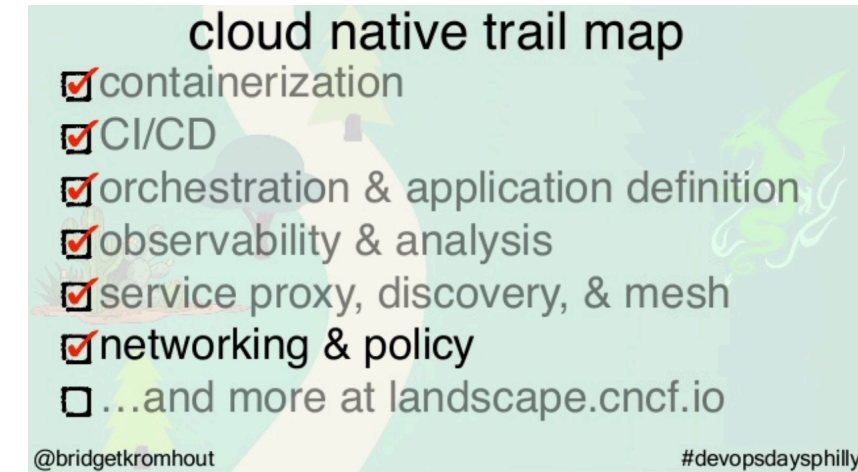 cloud native trail map
containerization
CI/CD
orchestration & application definition
observability & analysis
service proxy, discovery, & mesh
networking & policy
…and more at landscape.cncf.io
@bridgetkromhout
#devopsdaysphilly